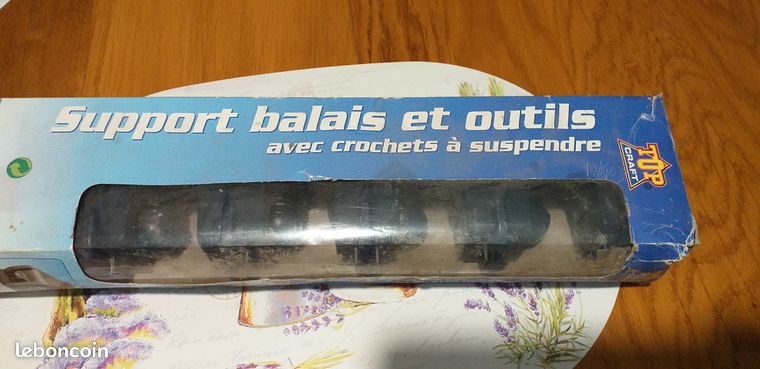 Support balais et outils
avec crochets à suspendre
TOP
CRAFT
leboncoin